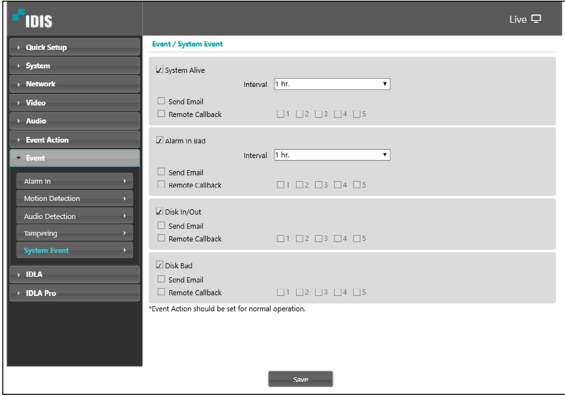 IDIS
Live
Quick Setup
System
Network
Video
Audio
Event Action
Event
Alarm In
Motion Detection
Audio Detection
Tampering
System Event
IDLA
IDLA Pro
Event / System Event
System Alive
Interval 1 hr.
Send Email
Remote Callback 1 2 3 4 5
Alarm In Bad
Interval 1 hr.
Send Email
Remote Callback 1 2 3 4 5
Disk In/Out
Send Email
Remote Callback 1 2 3 4 5
Disk Bad
Send Email
Remote Callback 1 2 3 4 5
*Event Action should be set for normal operation.
Save